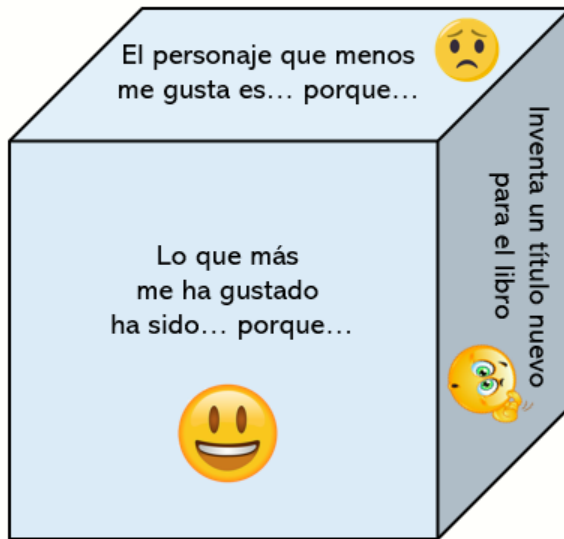 El personaje que menos
me gusta es… porque…
Lo que más
me ha gustado
ha sido… porque…
Inventa un título nuevo
para el libro